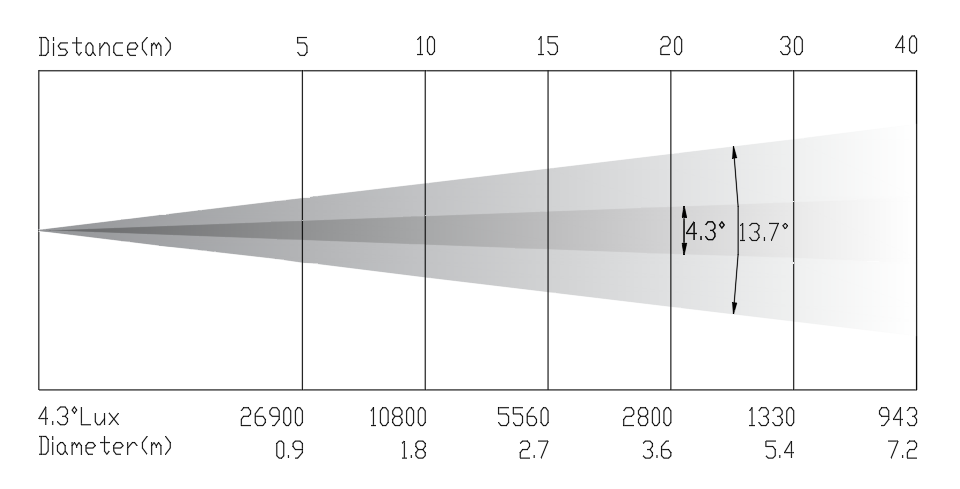 Distance(m) 5 10 15 20 30 40
4.3° 13.7°
4.3°Lux 26900 10800 5560 2800 1330 943
Diameter(m) 0.9 1.8 2.7 3.6 5.4 7.2